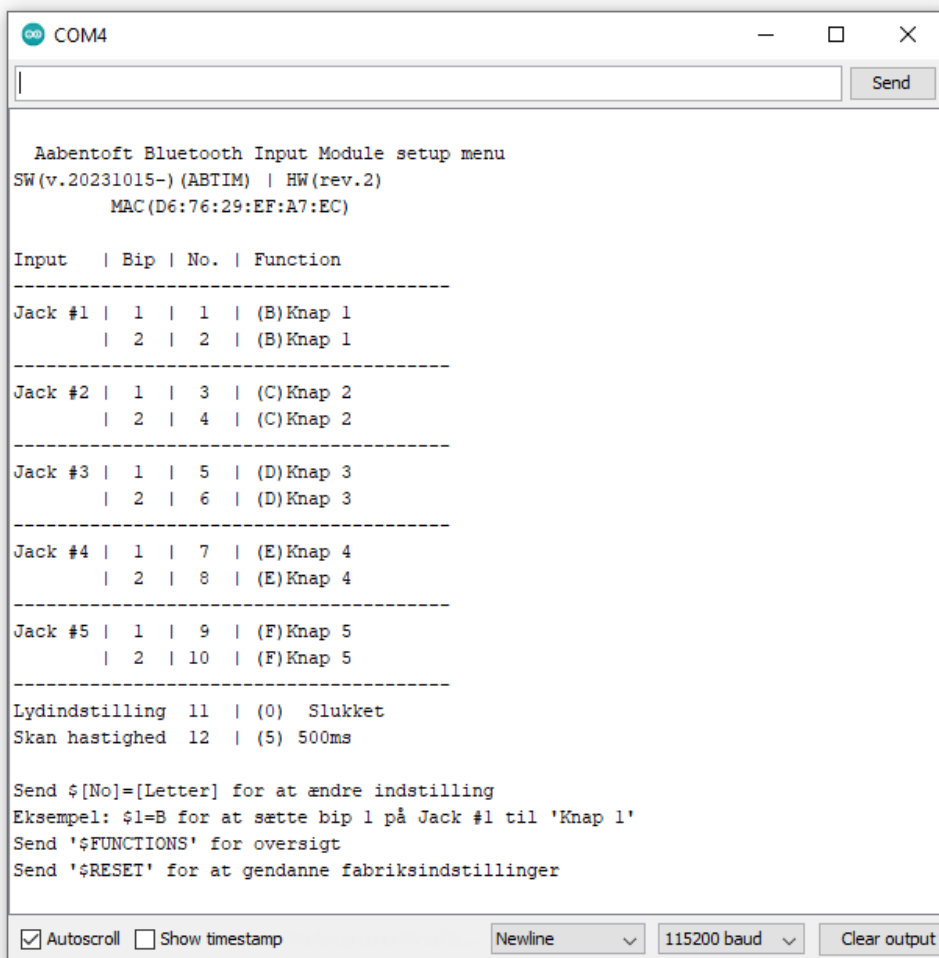 COM4
Send
Aabentoft Bluetooth Input Module setup menu
SW(v.20231015-)(ABTIM) | HW(rev.2)
MAC(D6:76:29:EF:A7:EC)
Input | Bip | No. | Function
----------------------------------------
Jack #1 | 1 | 1 | (B)Knap 1
| 2 | 2 | (B)Knap 1
----------------------------------------
Jack #2 | 1 | 3 | (C)Knap 2
| 2 | 4 | (C)Knap 2
----------------------------------------
Jack #3 | 1 | 5 | (D)Knap 3
| 2 | 6 | (D)Knap 3
----------------------------------------
Jack #4 | 1 | 7 | (E)Knap 4
| 2 | 8 | (E)Knap 4
----------------------------------------
Jack #5 | 1 | 9 | (F)Knap 5
| 2 | 10 | (F)Knap 5
----------------------------------------
Lydindstilling 11 | (0) Slukket
Skan hastighed 12 | (5) 500ms
Send $[No]=[Letter] for at ændre indstilling
Eksempel: $1=B for at sætte bip 1 på Jack #1 til 'Knap 1'
Send '$FUNCTIONS' for oversigt
Send '$RESET' for at gendanne fabriksindstillinger
Autoscroll Show timestamp Newline 115200 baud Clear output